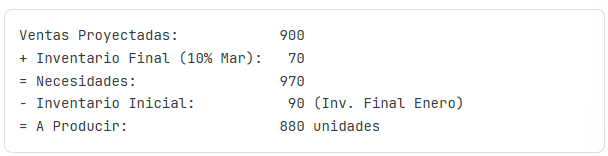 Ventas Proyectadas: 900
+ Inventario Final (10% Mar): 70
= Necesidades: 970
- Inventario Inicial: 90 (Inv. Final Enero)
= A Producir: 880 unidades